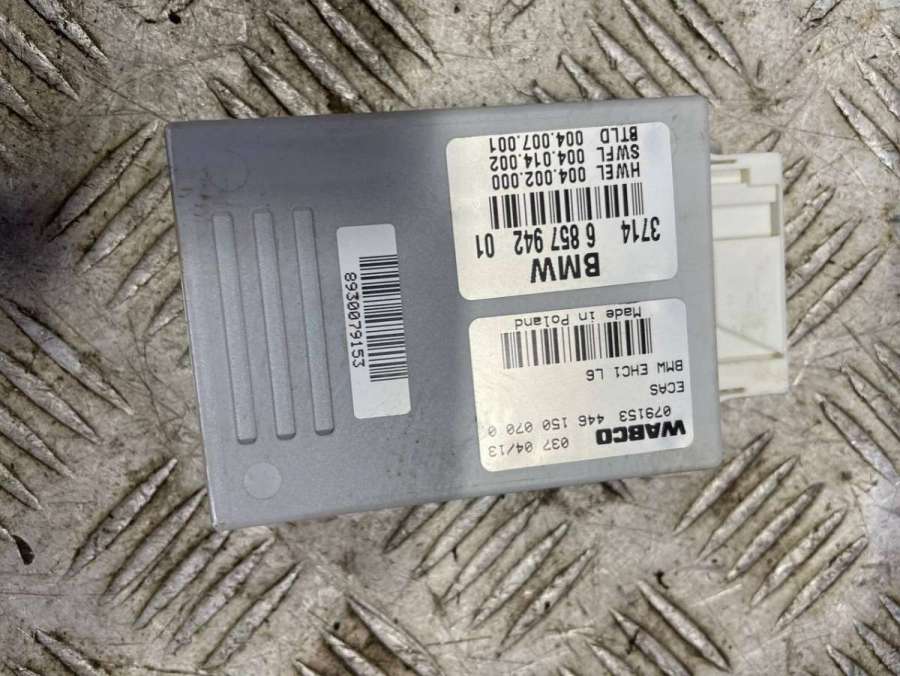 BMW
3714 6 857 942 01
HWEL 004.002.000
SWFL 004.014.002
BTLD 004.007.001
WABCO 037 04/13
079153 446 150 070 0
ECAS
BMW EHC1 L6
Made in Poland
8930079153